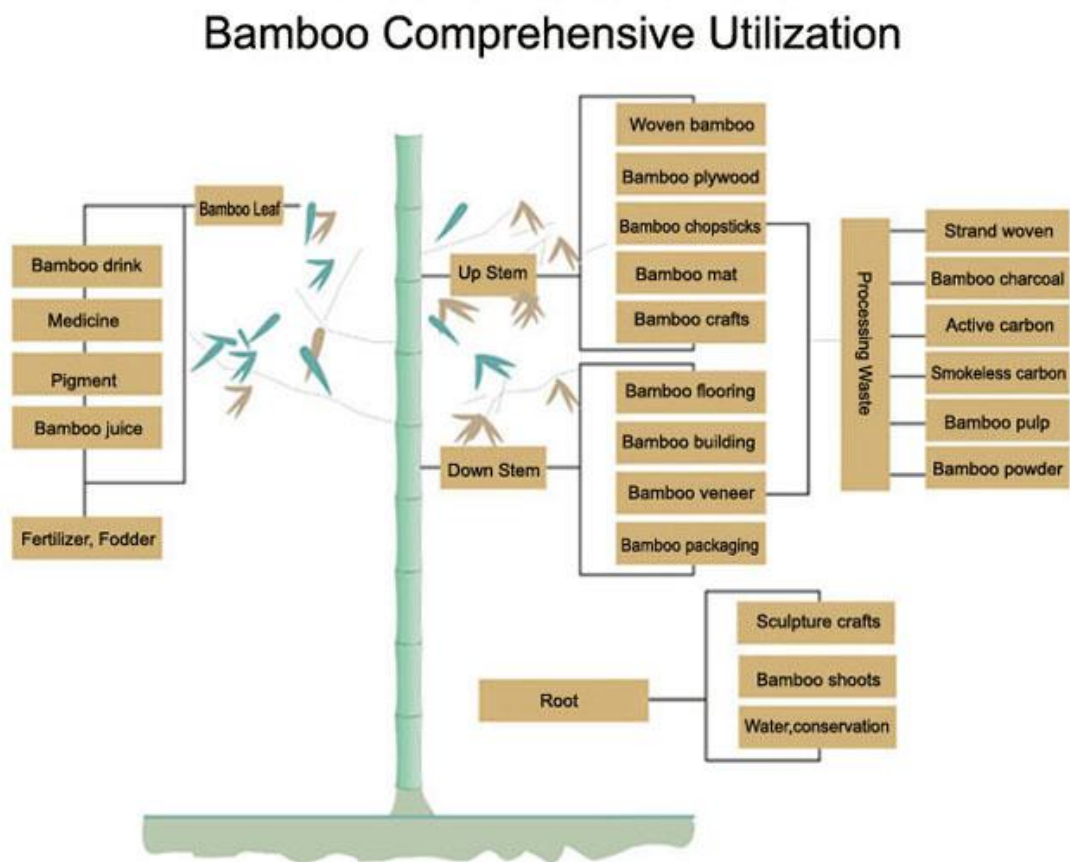 Bamboo Comprehensive Utilization
Bamboo Leaf
Bamboo drink
Medicine
Pigment
Bamboo juice
Fertilizer, Fodder
Up Stem
Woven bamboo
Bamboo plywood
Bamboo chopsticks
Bamboo mat
Bamboo crafts
Down Stem
Bamboo flooring
Bamboo building
Bamboo veneer
Bamboo packaging
Processing Waste
Strand woven
Bamboo charcoal
Active carbon
Smokeless carbon
Bamboo pulp
Bamboo powder
Root
Sculpture crafts
Bamboo shoots
Water,conservation